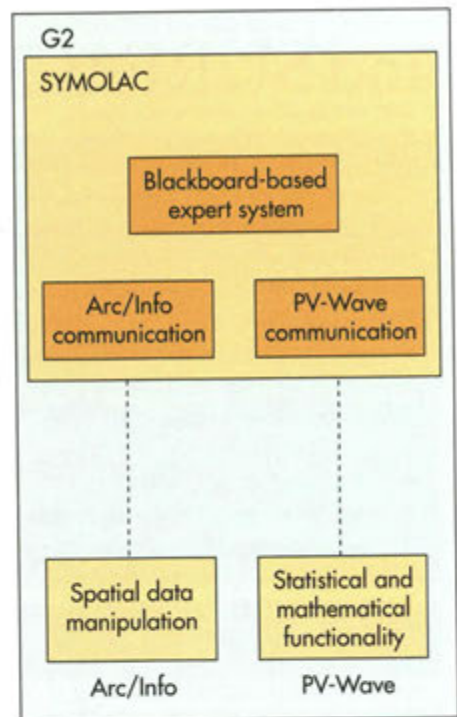 G2
SYMOLAC
Blackboard-based
expert system
Arc/Info
communication
PV-Wave
communication
Spatial data
manipulation
Statistical and
mathematical
functionality
Arc/Info
PV-Wave